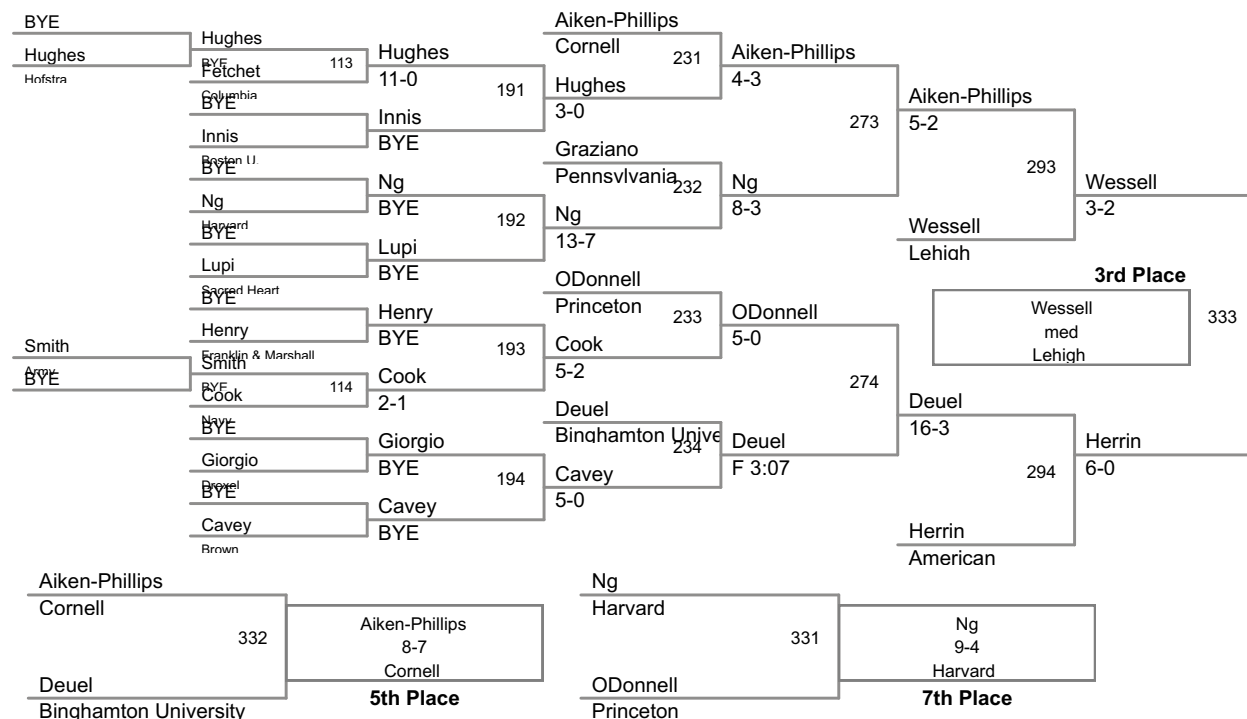 BYE
Hughes
Hofstra
Smith
Army
BYE
Hughes
BYE
113
Fetchet
Columbia
BYE
Innis
Boston U.
BYE
Ng
Harvard
BYE
Lupi
Sacred Heart
BYE
Henry
Franklin & Marshall
Smith
BYE
114
Cook
Navy
BYE
Giorgio
Drexel
BYE
Cavey
Brown
Hughes
11-0
191
Innis
BYE
Ng
BYE
192
Lupi
BYE
Henry
BYE
193
Cook
2-1
Giorgio
BYE
194
Cavey
BYE
Aiken-Phillips
Cornell
231
Hughes
3-0
Graziano
Pennsylvania
232
Ng
13-7
ODonnell
Princeton
233
Cook
5-2
Deuel
Binghamton Unive
234
Cavey
5-0
Aiken-Phillips
4-3
273
Ng
8-3
ODonnell
5-0
274
Deuel
F 3:07
Aiken-Phillips
5-2
293
Wessell
Lehigh
Deuel
16-3
294
Herrin
American
Wessell
3-2
3rd Place
Wessell
med
Lehigh
333
Herrin
6-0
Aiken-Phillips
Cornell
332
Deuel
Binghamton University
Aiken-Phillips
8-7
Cornell
5th Place
Ng
Harvard
331
ODonnell
Princeton
Ng
9-4
Harvard
7th Place